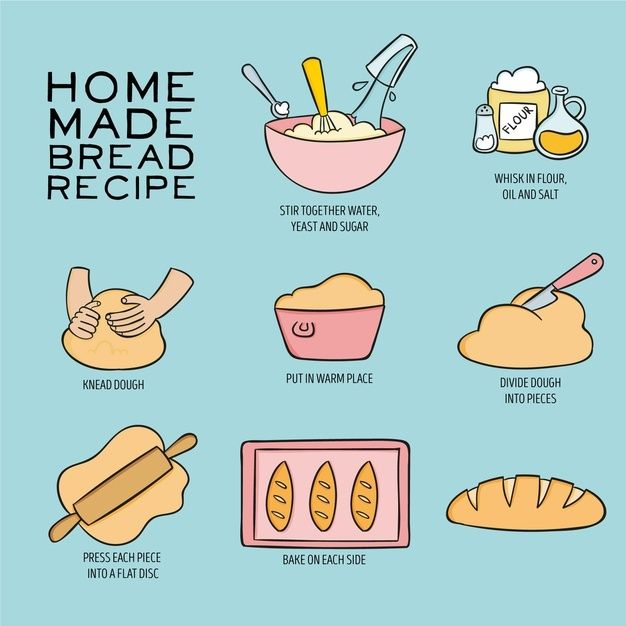 HOME
MADE
BREAD
RECIPE
STIR TOGETHER WATER,
YEAST AND SUGAR
FLOUR
WHISK IN FLOUR,
OIL AND SALT
KNEAD DOUGH
PUT IN WARM PLACE
DIVIDE DOUGH
INTO PIECES
PRESS EACH PIECE
INTO A FLAT DISC
BAKE ON EACH SIDE